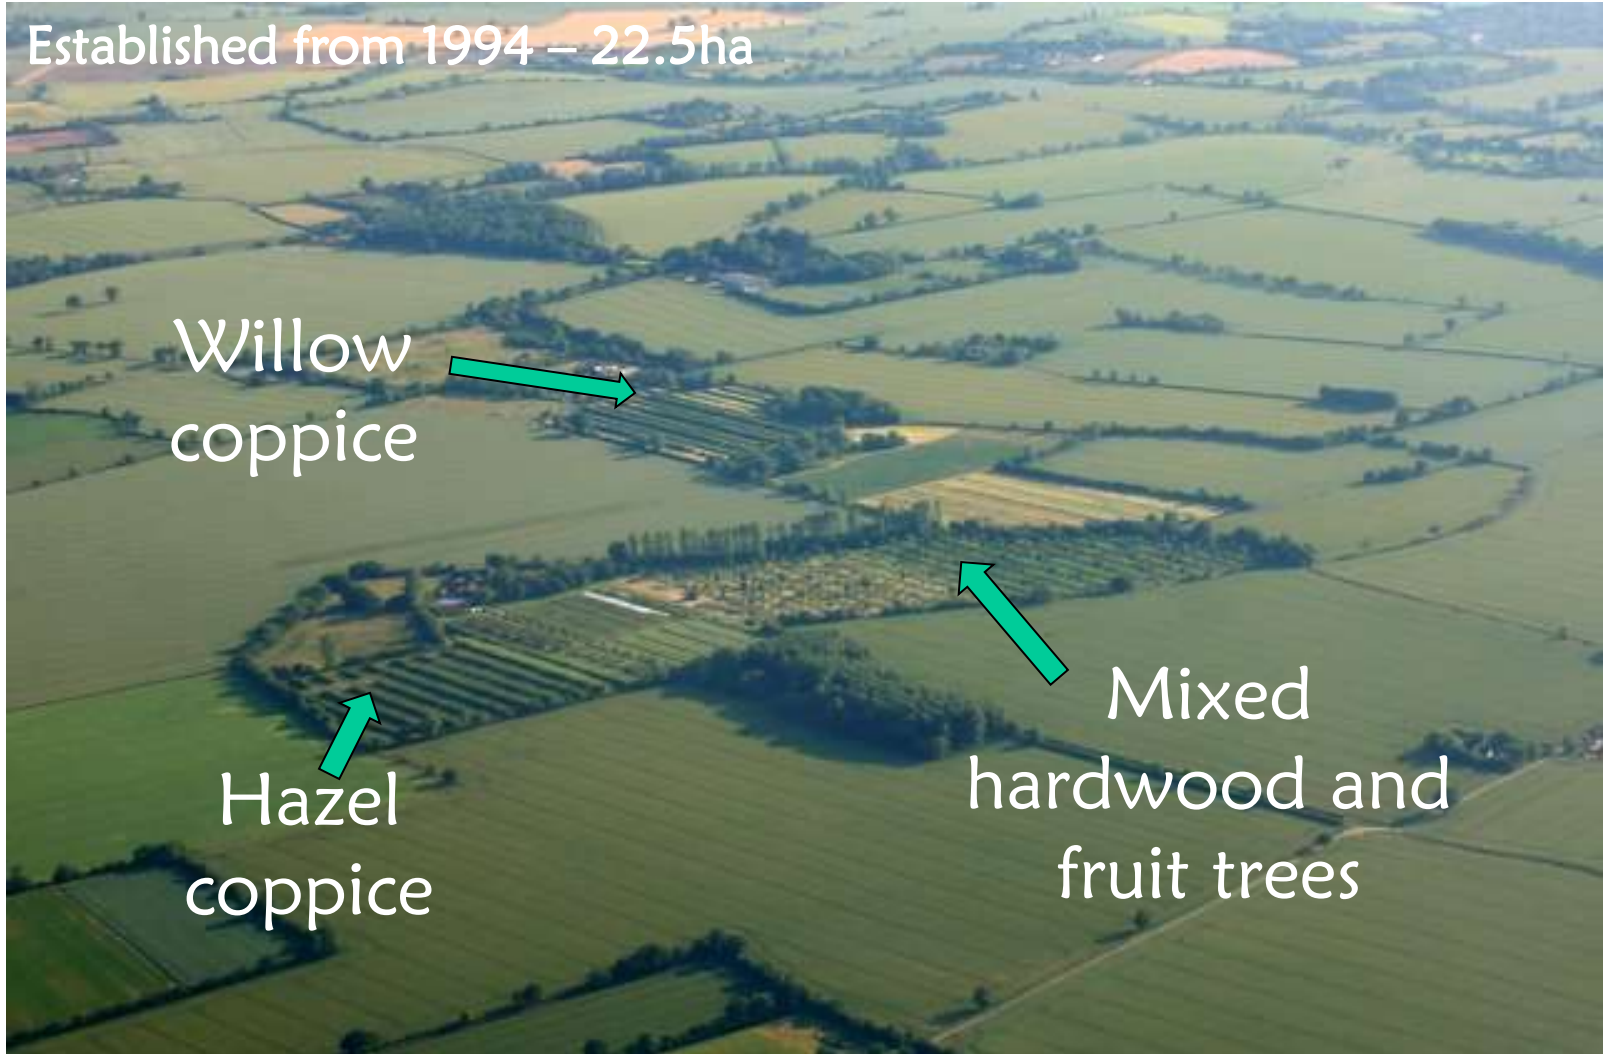 Established from 1994 – 22.5ha
Willow
coppice
Mixed
hardwood and
fruit trees
Hazel
coppice